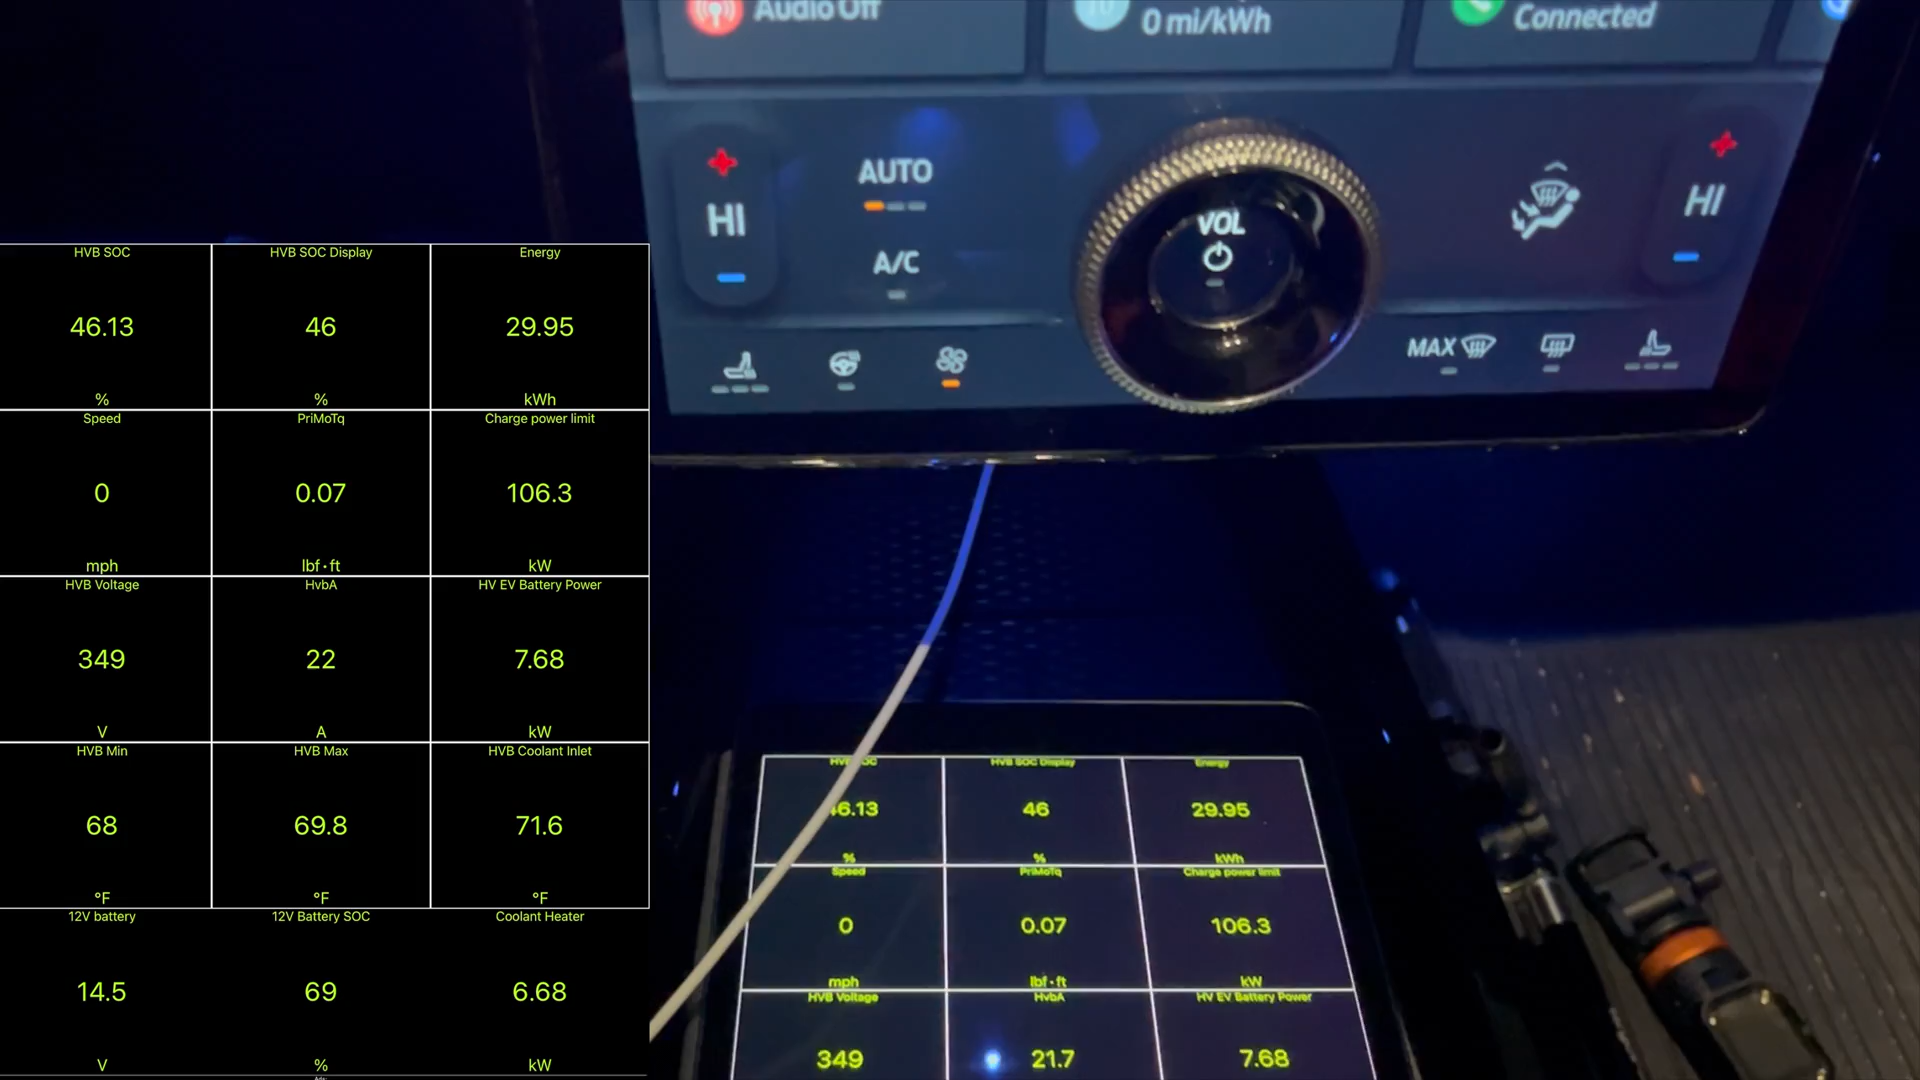 Audio Off
0 mi/kWh
Connected
HI
AUTO
A/C
VOL
HI
MAX
HVB SOC
HVB SOC Display
Energy
46.13
46
29.95
%
%
kWh
Speed
PriMoTq
Charge power limit
0
0.07
106.3
mph
lbf•ft
kW
HVB Voltage
HvbA
HV EV Battery Power
349
22
7.68
V
A
kW
HVB Min
HVB Max
HVB Coolant Inlet
68
69.8
71.6
°F
°F
°F
12V battery
12V Battery SOC
Coolant Heater
14.5
69
6.68
V
%
kW
HVB SOC Display
Energy
46
29.95
%
%
kWh
Speed
PriMoTq
Charge power limit
0
0.07
106.3
mph
lbf•ft
kW
HVB Voltage
HvbA
HV EV Battery Power
349
21.7
7.68